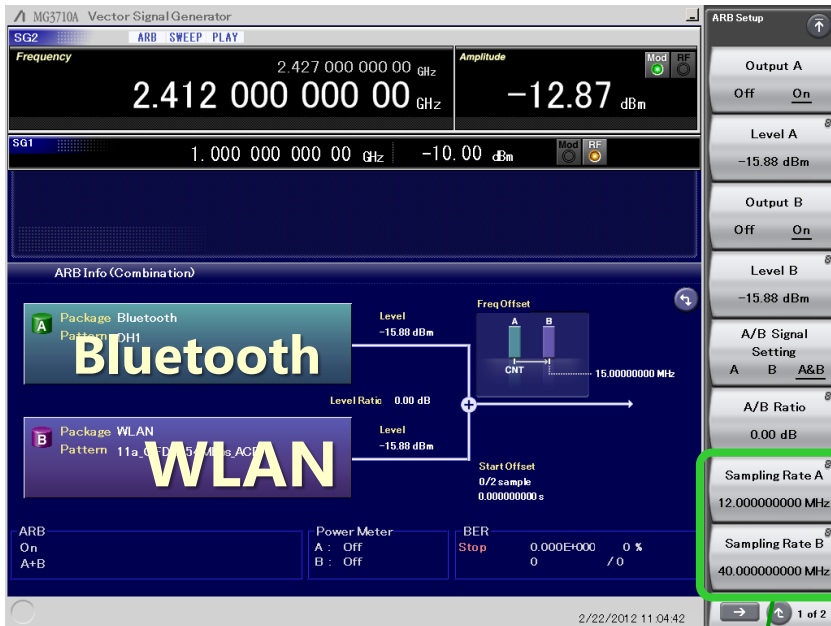 MG3710A Vector Signal Generator
SG2
ARB SWEEP PLAY
Frequency
2.427 000 000 00 GHz
2.412 000 000 00 GHz
Amplitude
-12.87 dBm
Mod RF
SG1
1.000 000 000 00 GHz
-10.00 dBm
Mod RF
ARB Info(Combination)
A
Package Bluetooth
DH1
Bluetooth
Level
-15.88 dBm
Level Ratio 0.00 dB
B
Package WLAN
Pattern
WLAN
Level
-15.88 dBm
Freq Offset
A B
CNT
15.00000000 MHz
Start Offset
0/2 sample
0.000000000 s
ARB
On
A+B
Power Meter
A : Off
B : Off
BER
Stop 0.000E+000 0 %
0 / 0
2/22/2012 11:04:42
ARB Setup
Output A
Off On
Level A
-15.88 dBm
Output B
Off On
Level B
-15.88 dBm
A/B Signal
Setting
A B A&B
A/B Ratio
0.00 dB
Sampling Rate A
12.000000000 MHz
Sampling Rate B
40.000000000 MHz
1 of 2